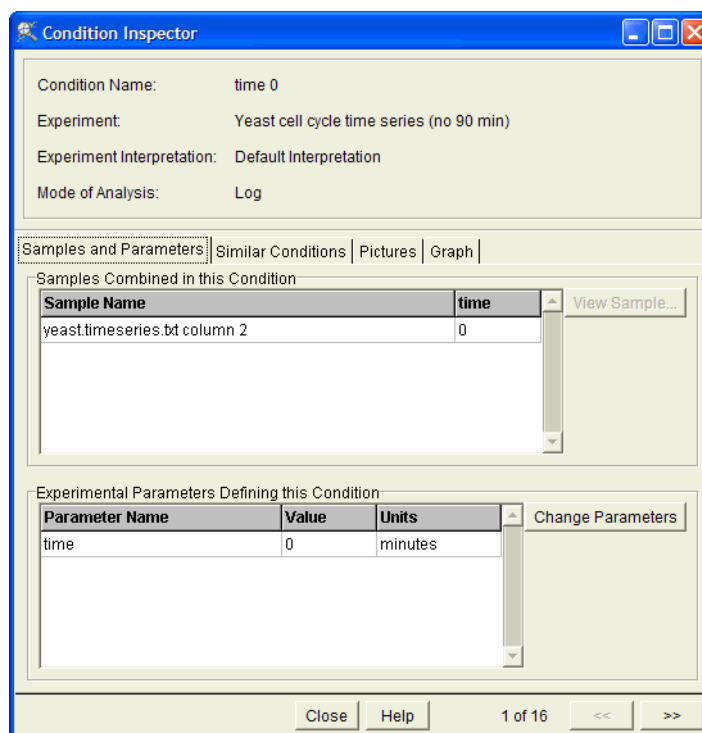 Condition Inspector
Condition Name: time 0
Experiment: Yeast cell cycle time series (no 90 min)
Experiment Interpretation: Default Interpretation
Mode of Analysis: Log
Samples and Parameters Similar Conditions Pictures Graph
Samples Combined in this Condition
Sample Name time View Sample...
yeast.timeseries.txt column 2 0
Experimental Parameters Defining this Condition
Parameter Name Value Units Change Parameters
time 0 minutes
Close Help 1 of 16 << >>